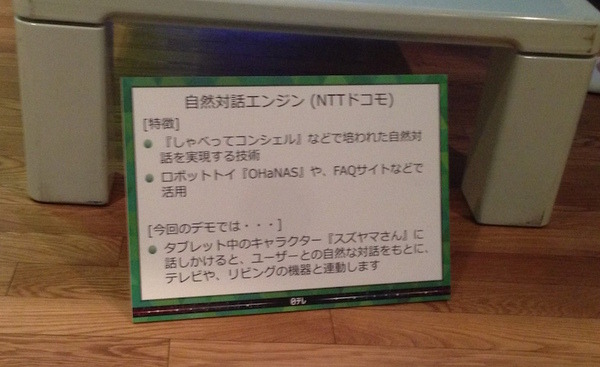 自然対話エンジン (NTTドコモ)
[特徴]
『しゃべってコンシェル』などで培われた自然対
話を実現する技術
ロボットトイ『OHaNAS』や、FAQサイトなどで
活用
[今回のデモでは・・・]
タブレット中のキャラクター『スズヤマさん』に
話しかけると、ユーザーとの自然な対話をもとに、
テレビや、リビングの機器と連動します
日テレ